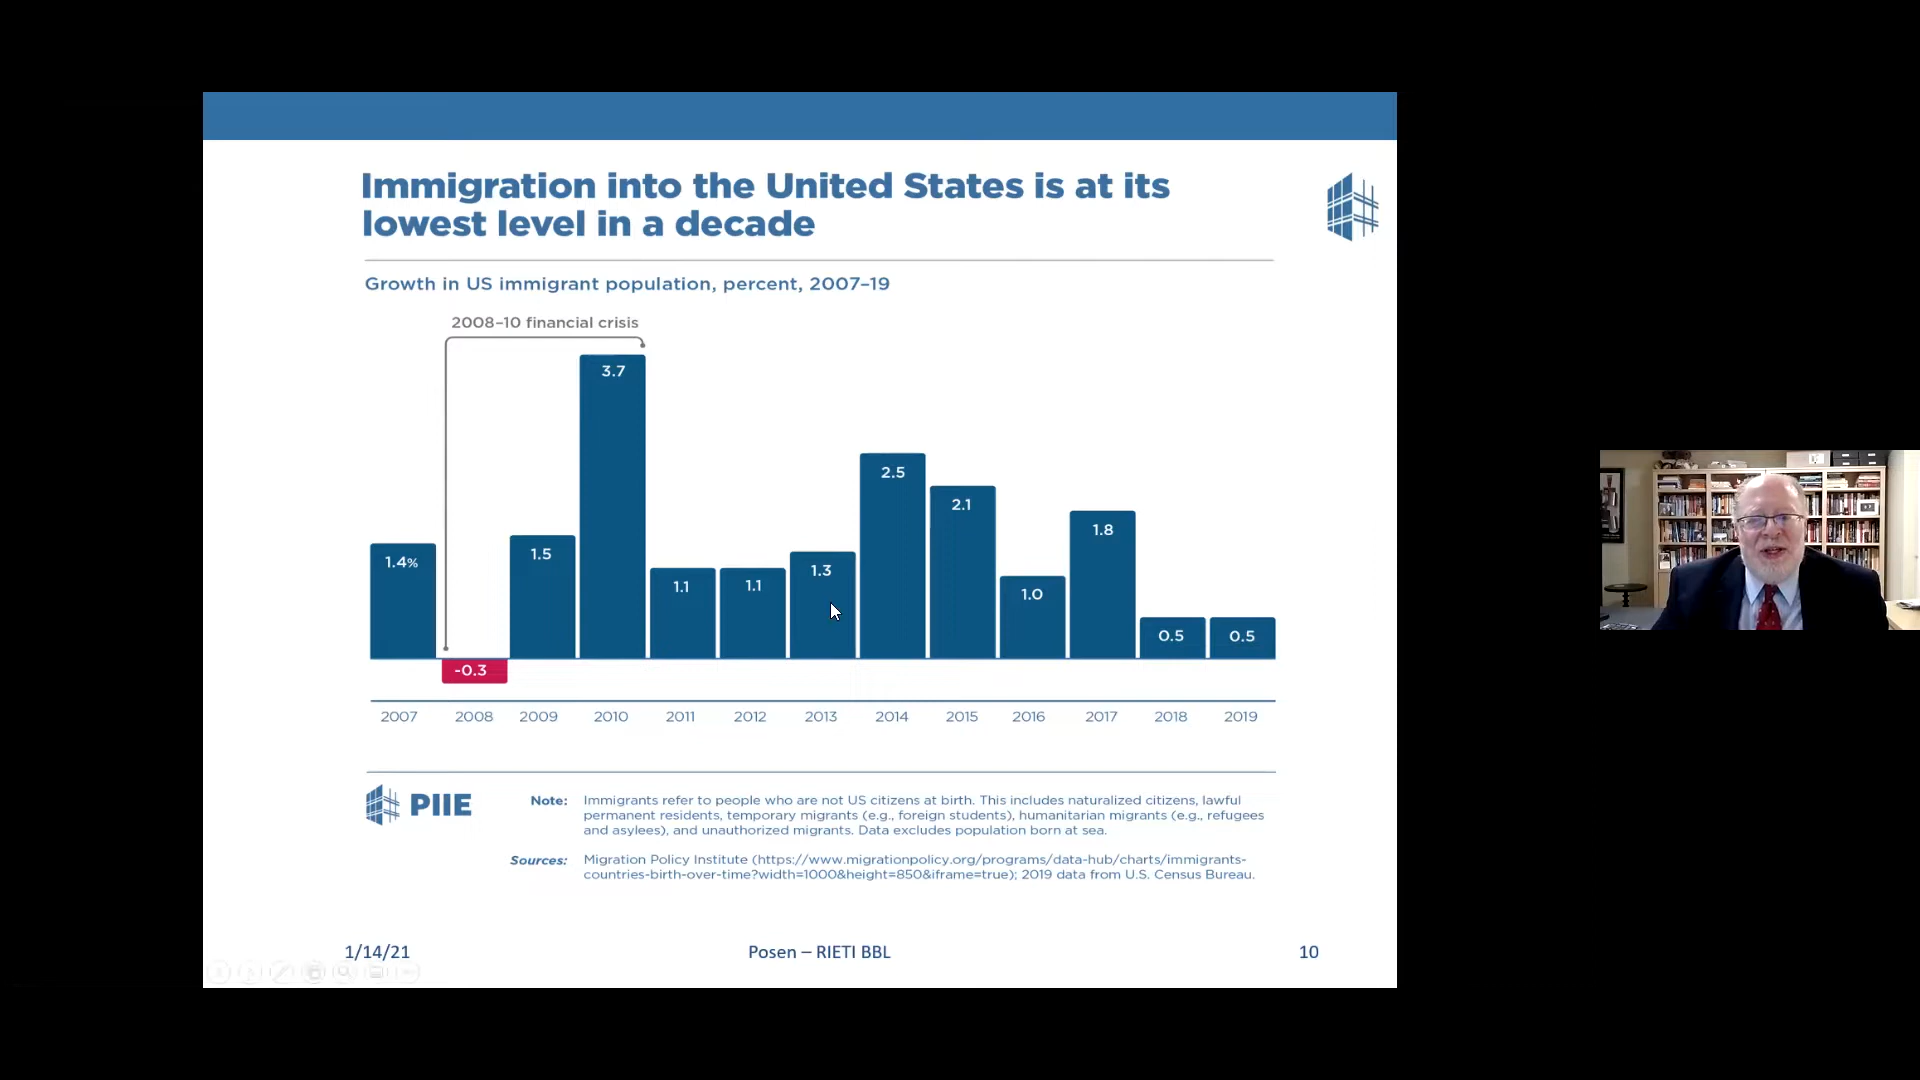 Immigration into the United States is at its
lowest level in a decade
Growth in US immigrant population, percent, 2007–19
2008–10 financial crisis
1.4%
-0.3
1.5
3.7
1.1
1.1
1.3
2.5
2.1
1.0
1.8
0.5
0.5
2007 2008 2009 2010 2011 2012 2013 2014 2015 2016 2017 2018 2019
PIIE
Note: Immigrants refer to people who are not US citizens at birth. This includes naturalized citizens, lawful
permanent residents, temporary migrants (e.g., foreign students), humanitarian migrants (e.g., refugees
and asylees), and unauthorized migrants. Data excludes population born at sea.
Sources: Migration Policy Institute (https://www.migrationpolicy.org/programs/data-hub/charts/immigrants-
countries-birth-over-time?width=1000&height=850&iframe=true); 2019 data from U.S. Census Bureau.
1/14/21 Posen – RIETI BBL 10